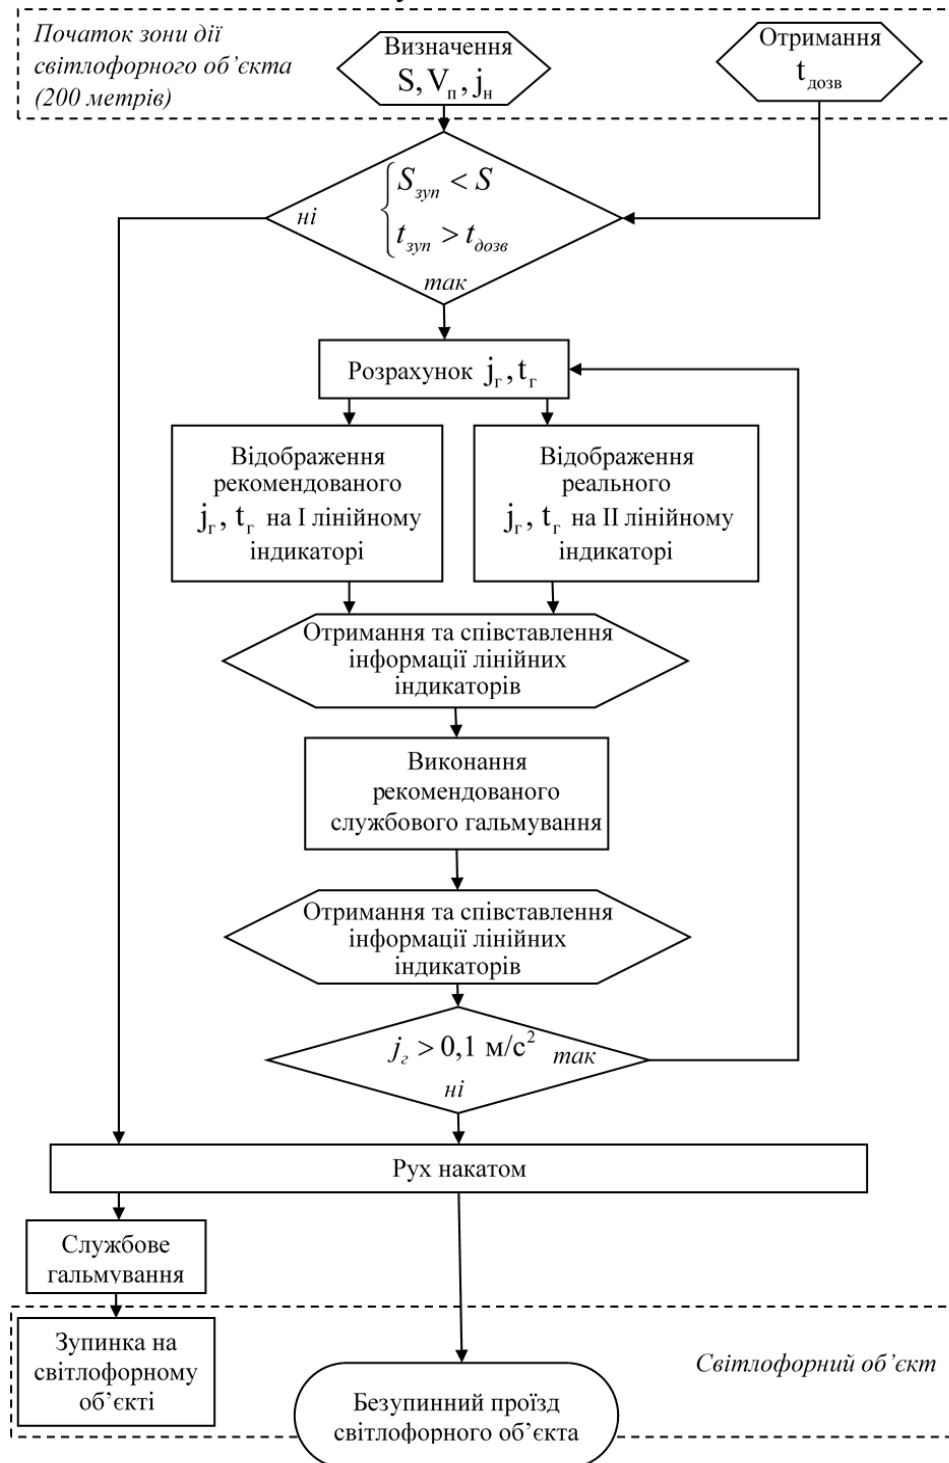 Початок зони дії
світлофорного об’єкта
(200 метрів)
Визначення
S, Vп, jн
Отримання
tдозв
Sзуп < S
ні
tзуп > tдозв
так
Розрахунок jг, tг
Відображення
рекомендованого
jг, tг на I лінійному
індикаторі
Відображення
реального
jг, tг на II лінійному
індикаторі
Отримання та співставлення
інформації лінійних
індикаторів
Виконання
рекомендованого
службового гальмування
Отримання та співставлення
інформації лінійних
індикаторів
jг > 0,1 м/с² так
ні
Рух накатом
Службове
гальмування
Зупинка на
світлофорному
об’єкті
Світлофорний об’єкт
Безупинний проїзд
світлофорного об’єкта